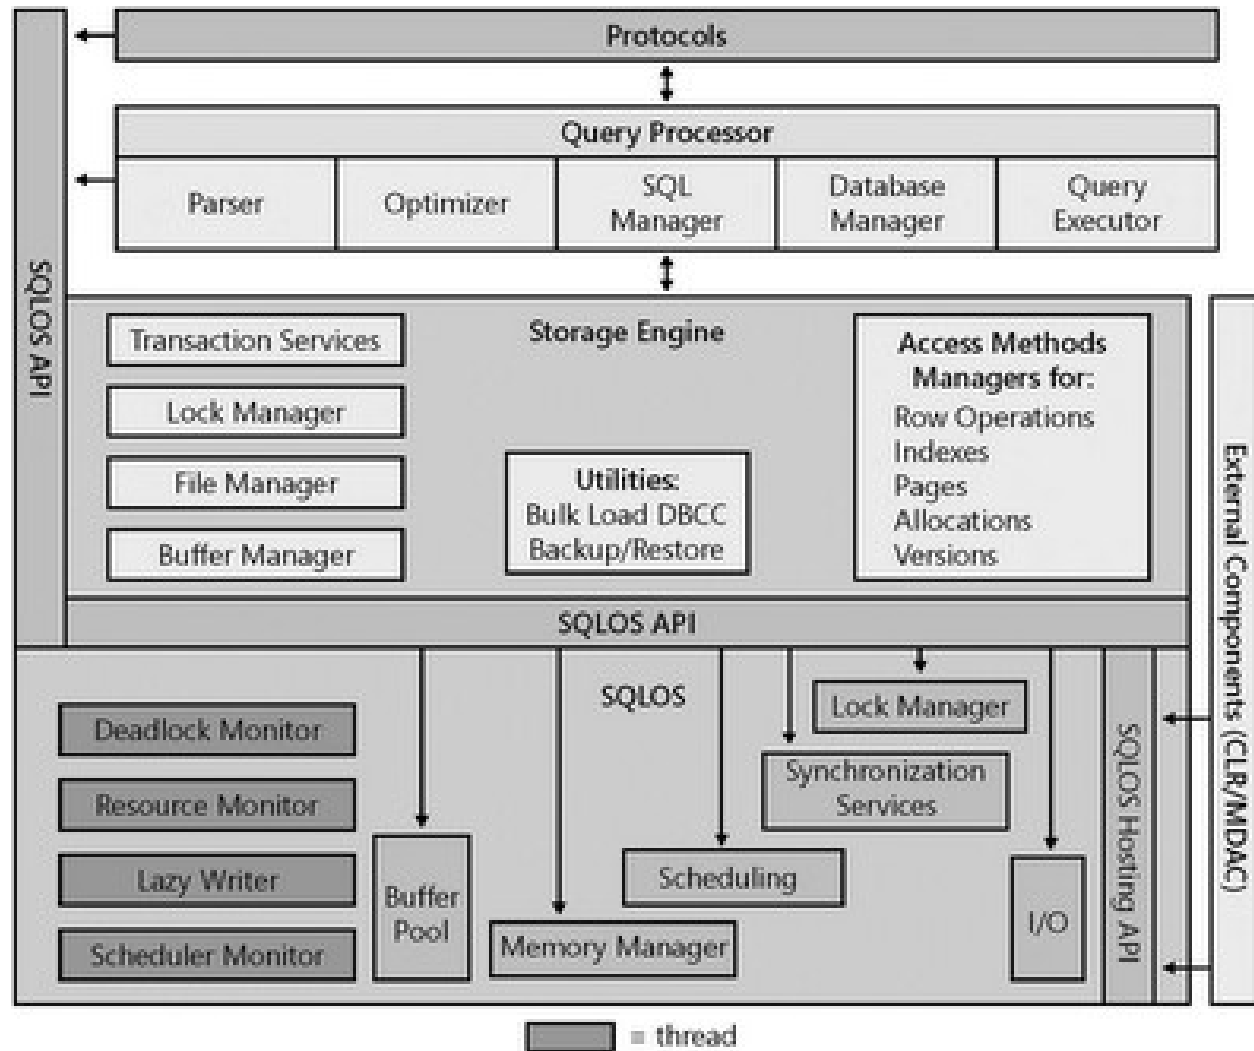 Protocols
Query Processor
Parser
Optimizer
SQL
Manager
Database
Manager
Query
Executor
SQLOS API
Storage Engine
Transaction Services
Lock Manager
File Manager
Buffer Manager
Utilities:
Bulk Load DBCC
Backup/Restore
Access Methods
Managers for:
Row Operations
Indexes
Pages
Allocations
Versions
External Components (CLR/MDAC)
SQLOS API
SQLOS
Deadlock Monitor
Resource Monitor
Lazy Writer
Scheduler Monitor
Buffer
Pool
Memory Manager
Scheduling
Synchronization
Services
Lock Manager
I/O
SQLOS Hosting API
= thread